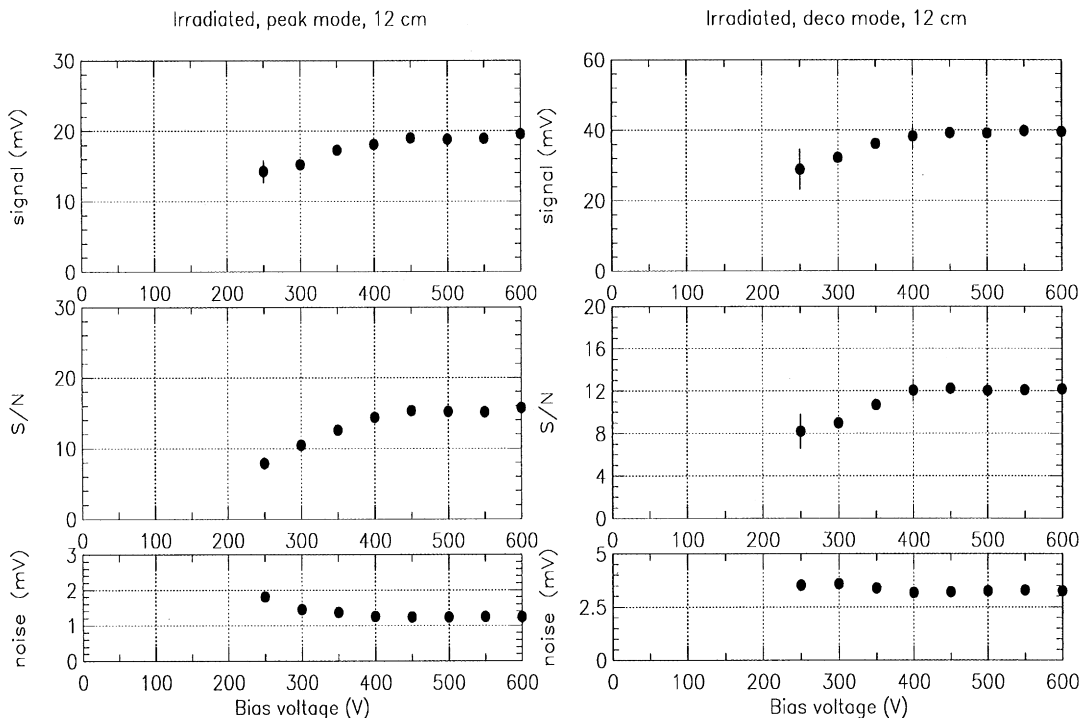 Irradiated, peak mode, 12 cm
Irradiated, deco mode, 12 cm
signal (mV)
30
20
10
0
0 100 200 300 400 500 600
signal (mV)
60
40
20
0
0 100 200 300 400 500 600
S/N
30
20
10
0
0 100 200 300 400 500 600
S/N
20
16
12
8
4
0
0 100 200 300 400 500 600
noise (mV)
3
2
1
0
0 100 200 300 400 500 600
Bias voltage (V)
noise (mV)
5
2.5
0
0 100 200 300 400 500 600
Bias voltage (V)